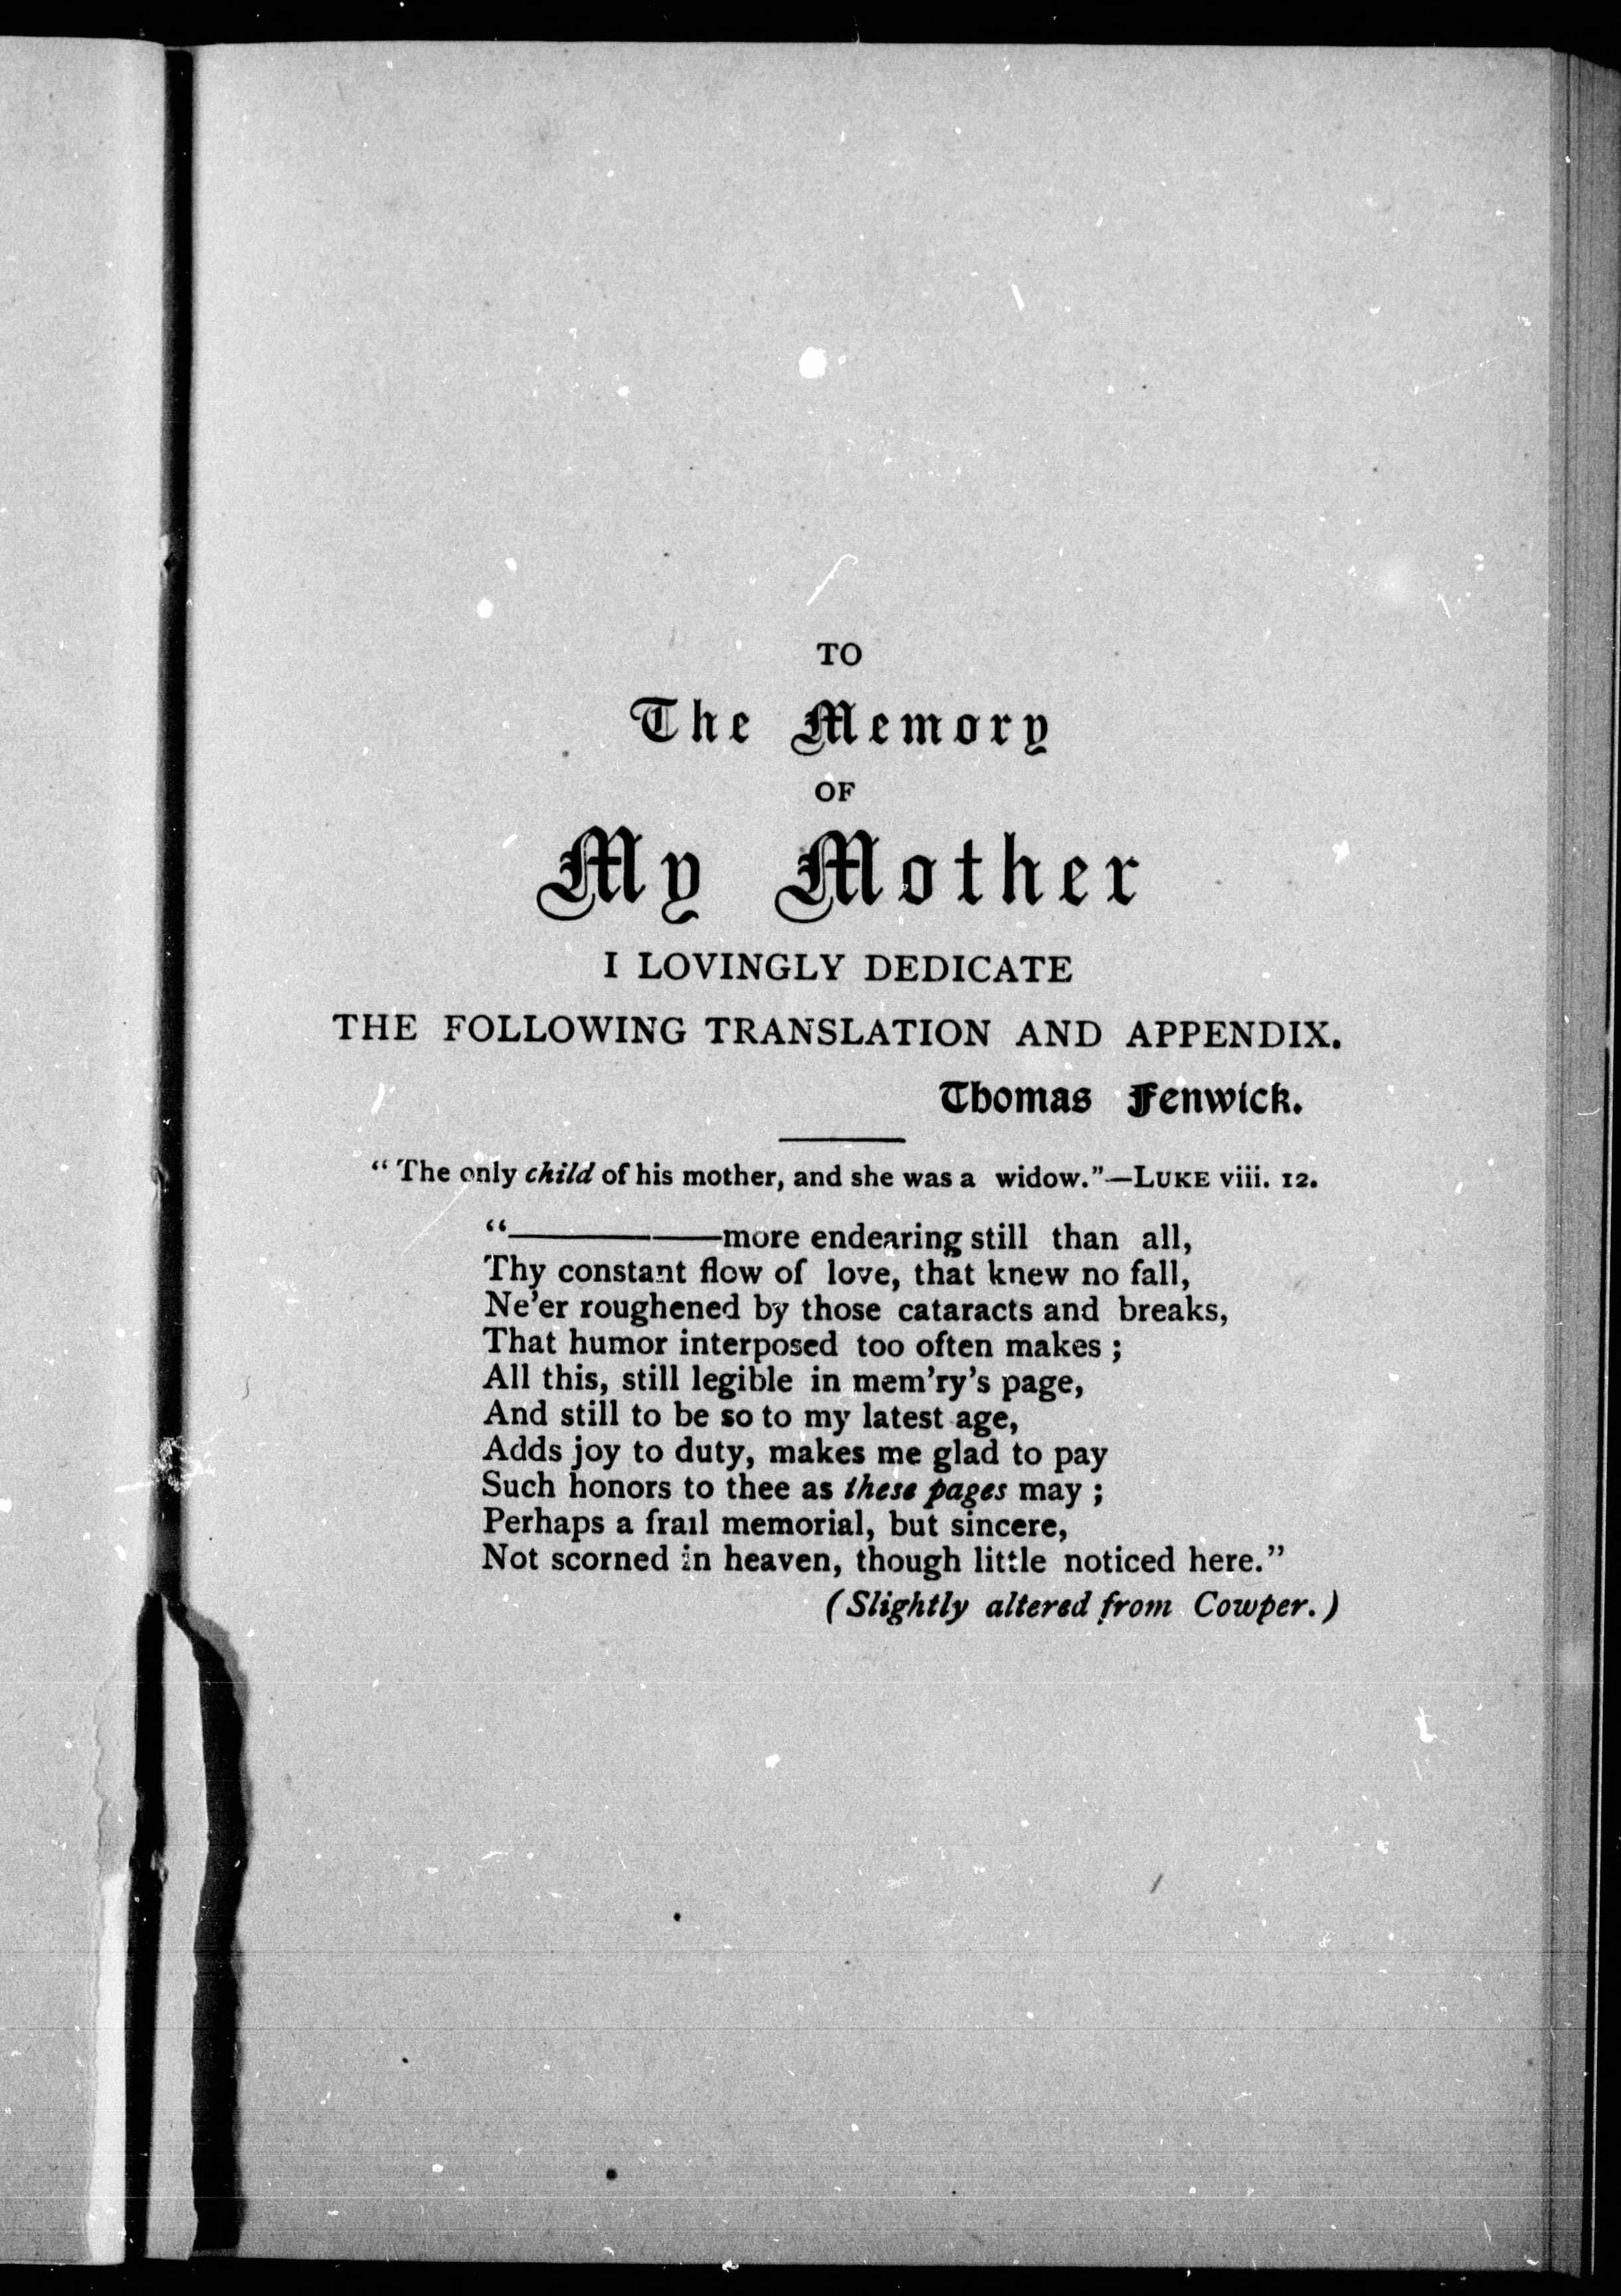 TO
The Memory
OF
My Mother
I LOVINGLY DEDICATE
THE FOLLOWING TRANSLATION AND APPENDIX.
Thomas Fenwick.
“The only child of his mother, and she was a widow.”—LUKE viii. 12.
“————more endearing still than all,
Thy constant flow of love, that knew no fall,
Ne’er roughened by those cataracts and breaks,
That humor interposed too often makes ;
All this, still legible in mem’ry’s page,
And still to be so to my latest age,
Adds joy to duty, makes me glad to pay
Such honors to thee as these pages may ;
Perhaps a frail memorial, but sincere,
Not scorned in heaven, though little noticed here.”
(Slightly altered from Cowper.)